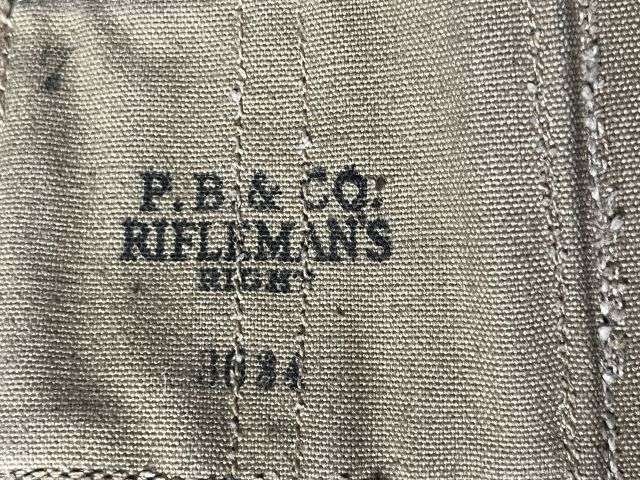 P. B. & CO.
RIFLEMAN'S
RIGHT